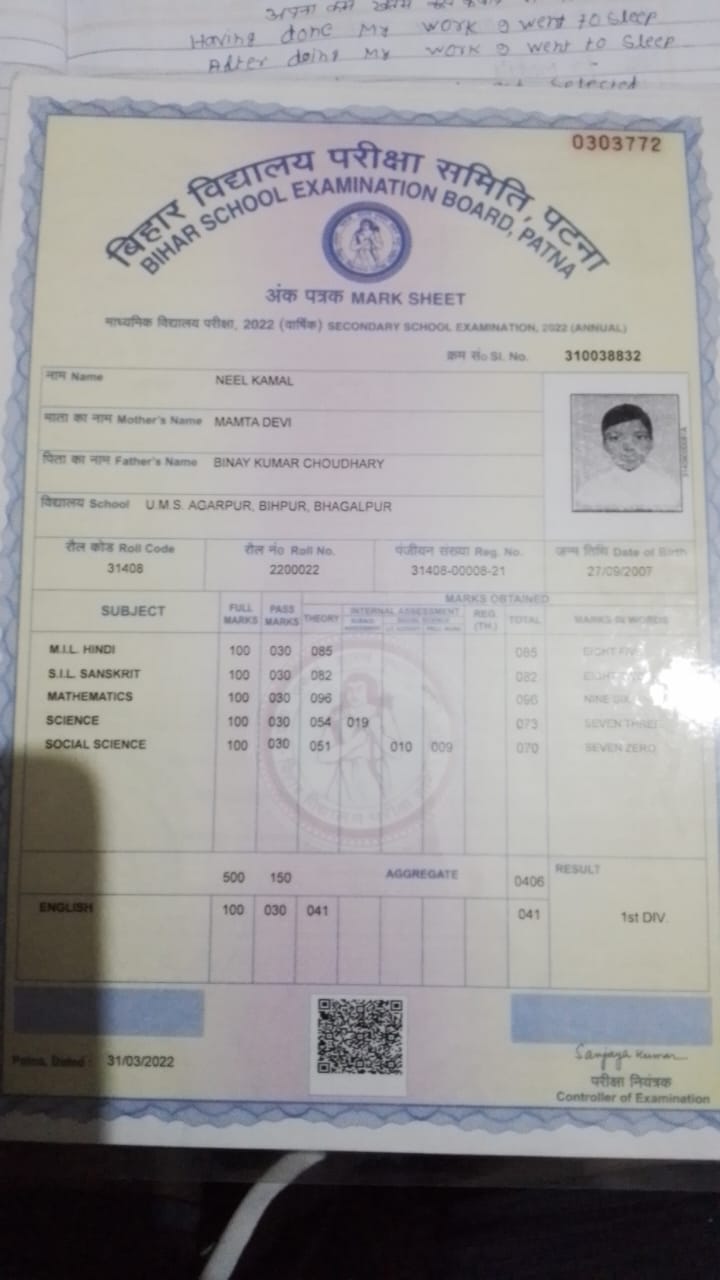 Having done My work I went to sleep
After doing My work I went to sleep
0303772
बिहार विद्यालय परीक्षा समिति, पटना
BIHAR SCHOOL EXAMINATION BOARD, PATNA
अंक पत्रक MARK SHEET
माध्यमिक विद्यालय परीक्षा, 2022 (वार्षिक) SECONDARY SCHOOL EXAMINATION, 2022 (ANNUAL)
क्रम सं० Sl. No. 310038832
नाम Name NEEL KAMAL
माता का नाम Mother's Name MAMTA DEVI
पिता का नाम Father's Name BINAY KUMAR CHOUDHARY
विद्यालय School U.M.S. AGARPUR, BIHPUR, BHAGALPUR
रौल कोड Roll Code रौल नं० Roll No. पंजीयन संख्या Reg. No. जन्म तिथि Date of Birth
31408 2200022 31408-00008-21 27/09/2007
MARKS OBTAINED
SUBJECT FULL MARKS PASS MARKS THEORY INTERNAL ASSESSMENT REG. (TH.) TOTAL MARKS IN WORDS
M.I.L. HINDI 100 030 085 085 EIGHT FIVE
S.I.L. SANSKRIT 100 030 082 082 EIGHT
MATHEMATICS 100 030 096 096 NINE SIX
SCIENCE 100 030 054 019 073 SEVEN THREE
SOCIAL SCIENCE 100 030 051 010 009 070 SEVEN ZERO
500 150 AGGREGATE 0406 RESULT
ENGLISH 100 030 041 041 1st DIV.
Patna, Dated : 31/03/2022
Sanjaya Kumar
परीक्षा नियंत्रक
Controller of Examination